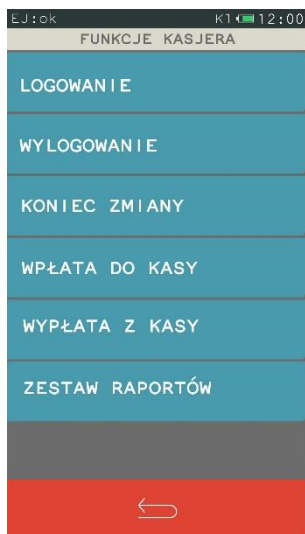 EJ:ok K1 12:00
FUNKCJE KASJERA
LOGOWANIE
WYLOGOWANIE
KONIEC ZMIANY
WPŁATA DO KASY
WYPŁATA Z KASY
ZESTAW RAPORTÓW